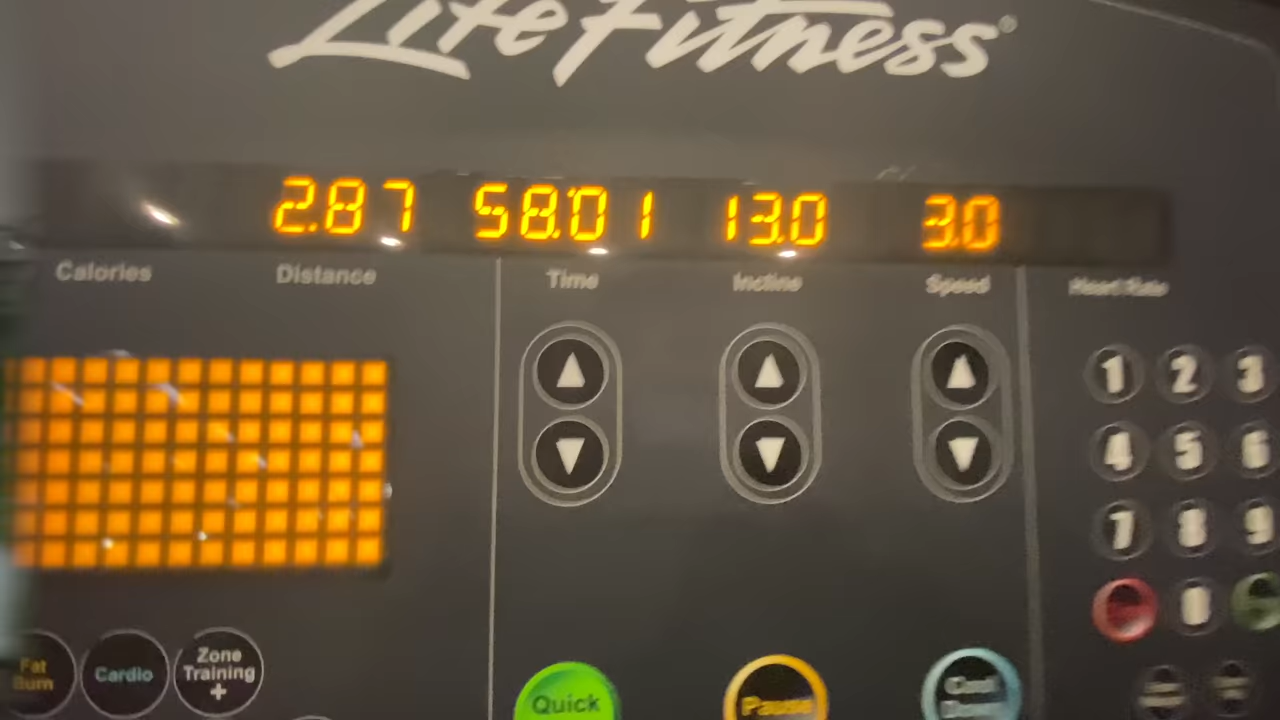 LifeFitness®
2.87 58:01 13.0 3.0
Calories Distance Time Incline Speed Heart Rate
1 2 3
4 5 6
7 8 9
0
Fat Burn
Cardio
Zone
Training
+
Quick
Pause
Cool